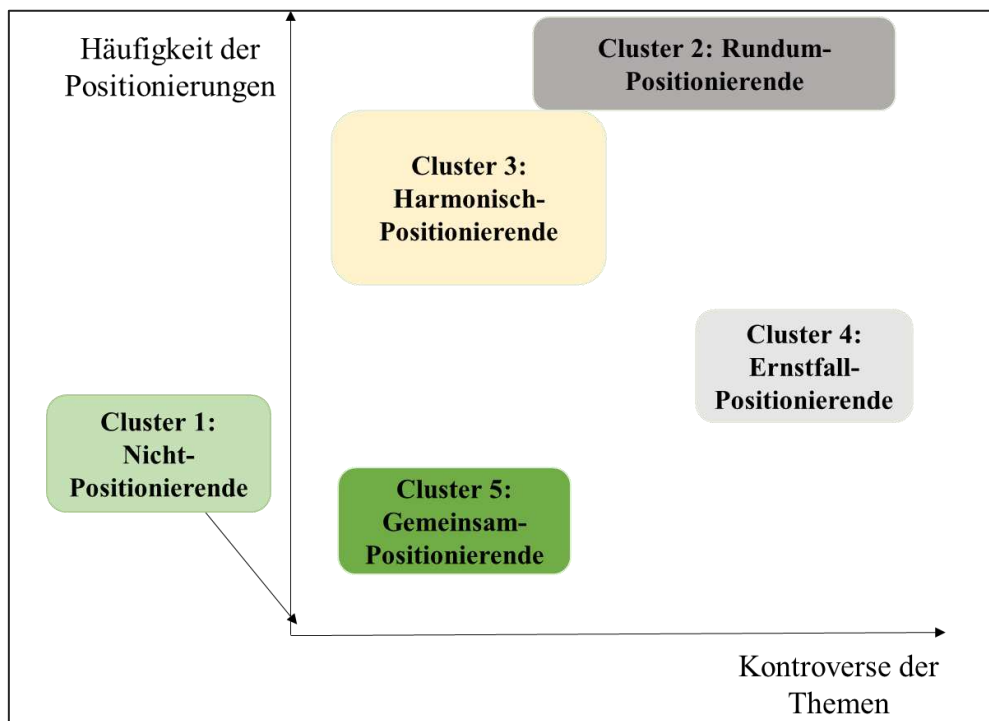 Häufigkeit der
Positionierungen
Cluster 2: Rundum-
Positionierende
Cluster 3:
Harmonisch-
Positionierende
Cluster 4:
Ernstfall-
Positionierende
Cluster 1:
Nicht-
Positionierende
Cluster 5:
Gemeinsam-
Positionierende
Kontroverse der
Themen